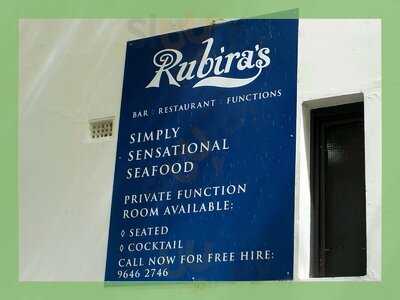 Rubira's
BAR · RESTAURANT · FUNCTIONS
SIMPLY
SENSATIONAL
SEAFOOD
PRIVATE FUNCTION
ROOM AVAILABLE:
◊ SEATED
◊ COCKTAIL
CALL NOW FOR FREE HIRE:
9646 2746